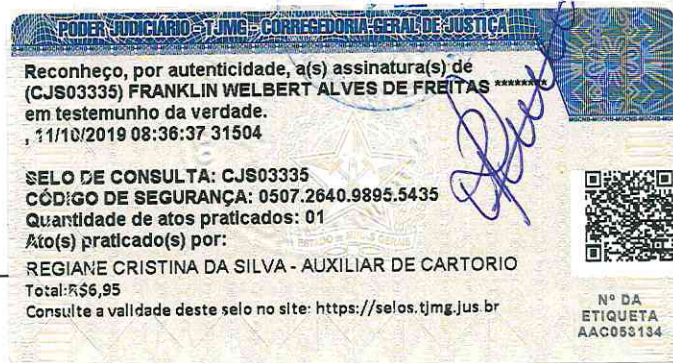 PODER JUDICIÁRIO - TJMG - CORREGEDORIA-GERAL DE JUSTIÇA
Reconheço, por autenticidade, a(s) assinatura(s) de
(CJS03335) FRANKLIN WELBERT ALVES DE FREITAS ********
em testemunho da verdade.
, 11/10/2019 08:36:37 31504
SELO DE CONSULTA: CJS03335
CÓDIGO DE SEGURANÇA: 0507.2640.9895.5435
Quantidade de atos praticados: 01
Ato(s) praticado(s) por:
REGIANE CRISTINA DA SILVA - AUXILIAR DE CARTORIO
Total:R$6,95
Consulte a validade deste selo no site: https://selos.tjmg.jus.br
Nº DA
ETIQUETA
AAC053134